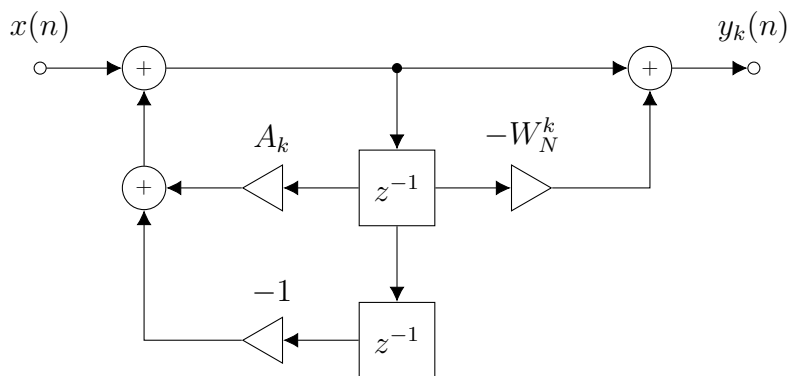 x(n)
y_k(n)
+
+
A_k
-W_N^k
+
z^{-1}
-1
z^{-1}